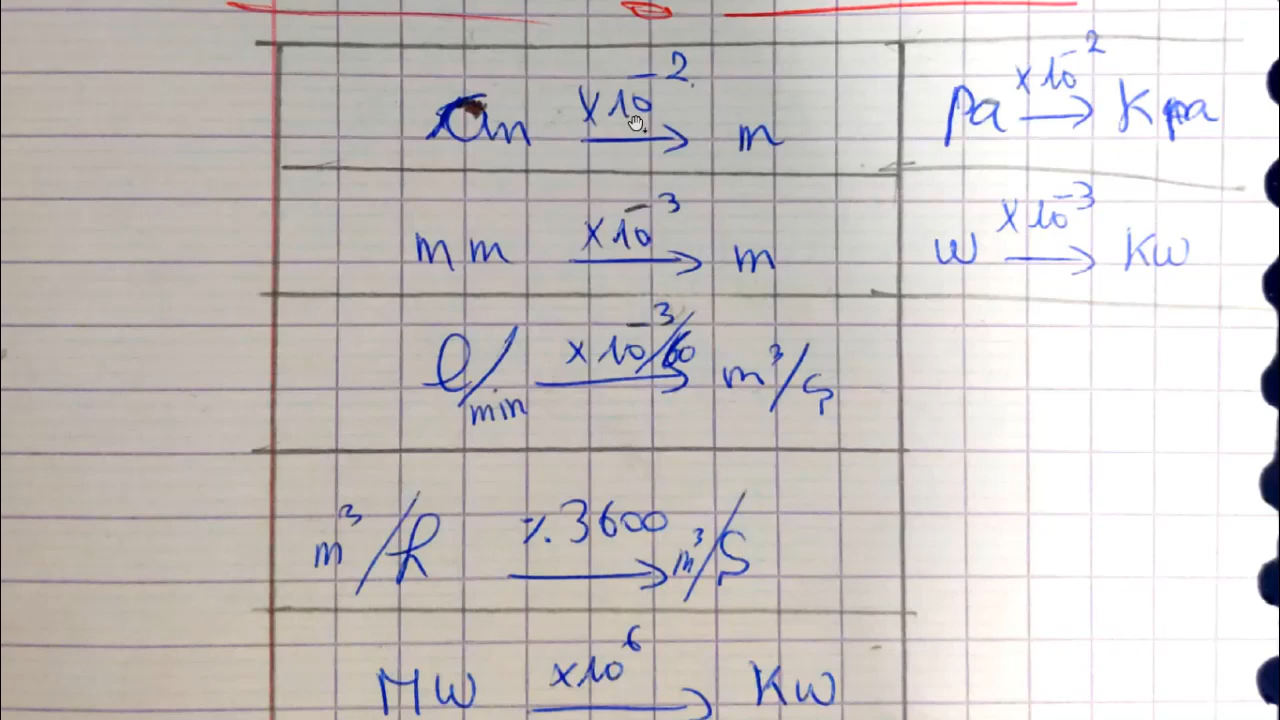 cm ×10⁻² → m
mm ×10⁻³ → m
l/min ×10⁻³/60 → m³/s
m³/h ÷3600 → m³/s
MW ×10⁶ → KW
Pa ×10⁻² → Kpa
W ×10⁻³ → KW